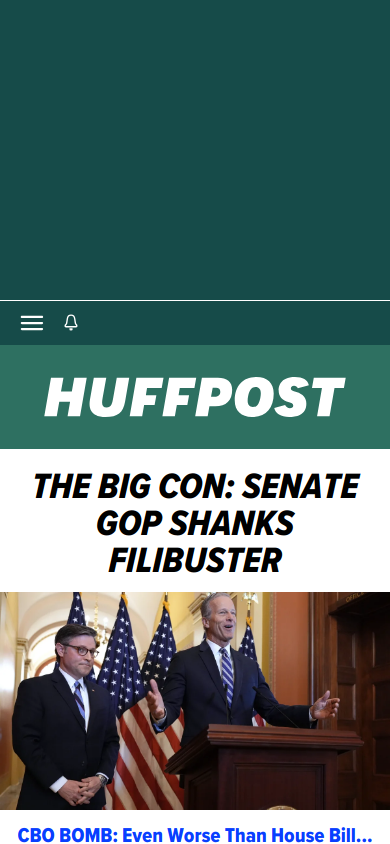 HUFFPOST
THE BIG CON: SENATE
GOP SHANKS
FILIBUSTER
CBO BOMB: Even Worse Than House Bill...